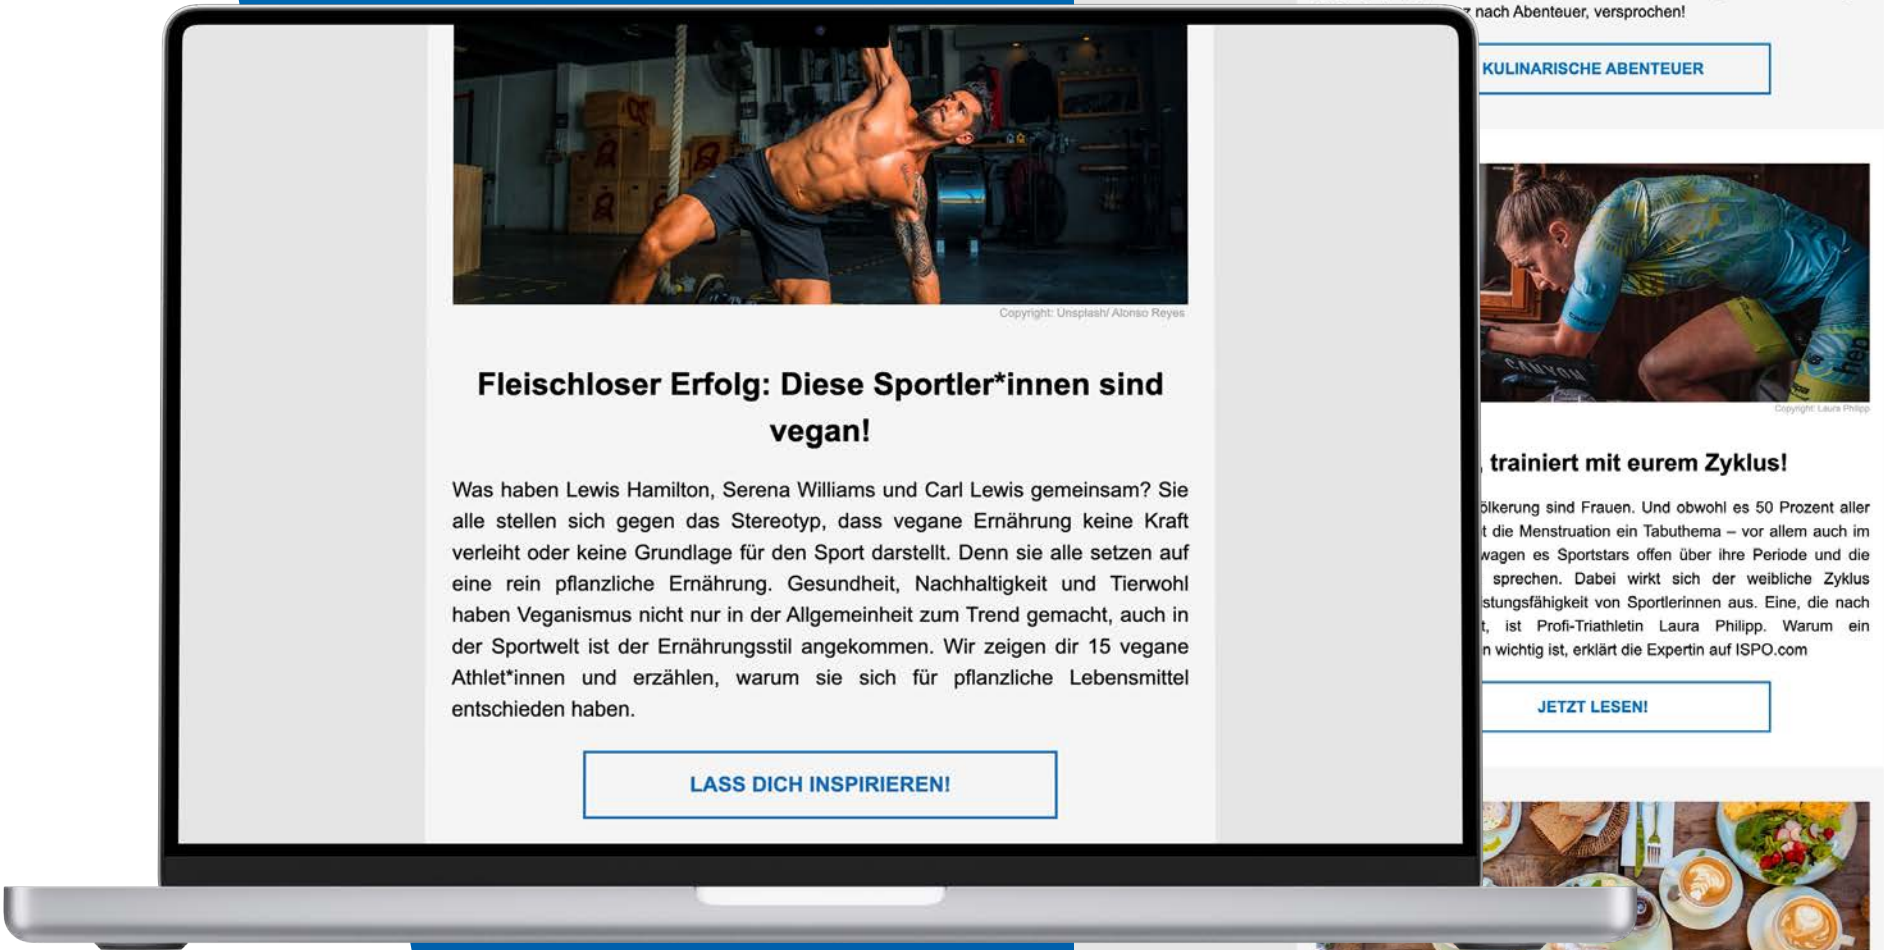 Copyright: Unsplash/ Alonso Reyes
Fleischloser Erfolg: Diese Sportler*innen sind
vegan!
Was haben Lewis Hamilton, Serena Williams und Carl Lewis gemeinsam? Sie
alle stellen sich gegen das Stereotyp, dass vegane Ernährung keine Kraft
verleiht oder keine Grundlage für den Sport darstellt. Denn sie alle setzen auf
eine rein pflanzliche Ernährung. Gesundheit, Nachhaltigkeit und Tierwohl
haben Veganismus nicht nur in der Allgemeinheit zum Trend gemacht, auch in
der Sportwelt ist der Ernährungsstil angekommen. Wir zeigen dir 15 vegane
Athlet*innen und erzählen, warum sie sich für pflanzliche Lebensmittel
entschieden haben.
LASS DICH INSPIRIEREN!
nach Abenteuer, versprochen!
KULINARISCHE ABENTEUER
CANYON
Copyright: Laura Philipp
trainiert mit eurem Zyklus!
sind Frauen. Und obwohl es 50 Prozent aller
die Menstruation ein Tabuthema – vor allem auch im
wagen es Sportstars offen über ihre Periode und die
sprechen. Dabei wirkt sich der weibliche Zyklus
von Sportlerinnen aus. Eine, die nach
ist Profi-Triathletin Laura Philipp. Warum ein
wichtig ist, erklärt die Expertin auf ISPO.com
JETZT LESEN!